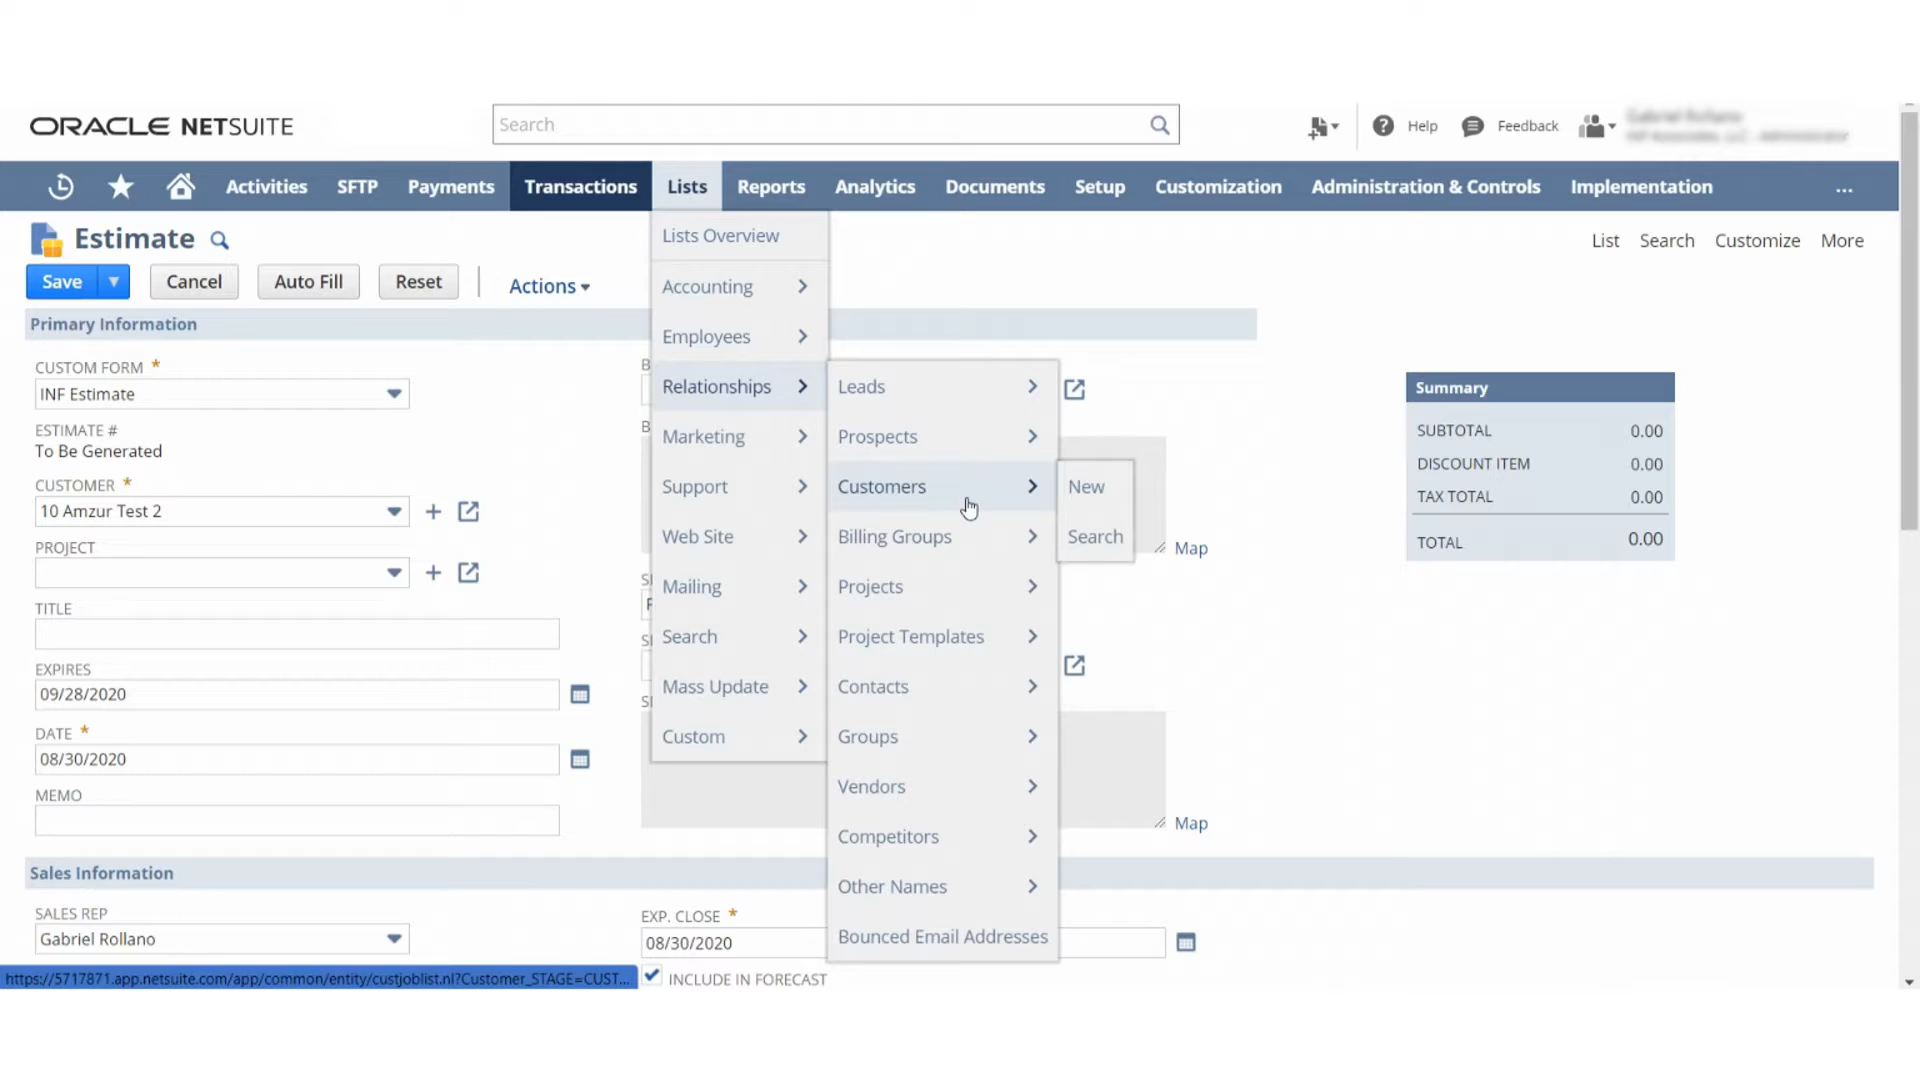 ORACLE NETSUITE
Search
Help
Feedback
Activities SFTP Payments Transactions Lists Reports Analytics Documents Setup Customization Administration & Controls Implementation ...
Estimate
List Search Customize More
Save Cancel Auto Fill Reset Actions
Primary Information
CUSTOM FORM *
INF Estimate
ESTIMATE #
To Be Generated
CUSTOMER *
10 Amzur Test 2
PROJECT
TITLE
EXPIRES
09/28/2020
DATE *
08/30/2020
MEMO
Lists Overview
Accounting
Employees
Relationships
Marketing
Support
Web Site
Mailing
Search
Mass Update
Custom
Leads
Prospects
Customers
Billing Groups
Projects
Project Templates
Contacts
Groups
Vendors
Competitors
Other Names
Bounced Email Addresses
New
Search
Map
Map
Summary
SUBTOTAL 0.00
DISCOUNT ITEM 0.00
TAX TOTAL 0.00
TOTAL 0.00
Sales Information
SALES REP
Gabriel Rollano
EXP. CLOSE *
08/30/2020
INCLUDE IN FORECAST
https://5717871.app.netsuite.com/app/common/entity/custjoblist.nl?Customer_STAGE=CUST...